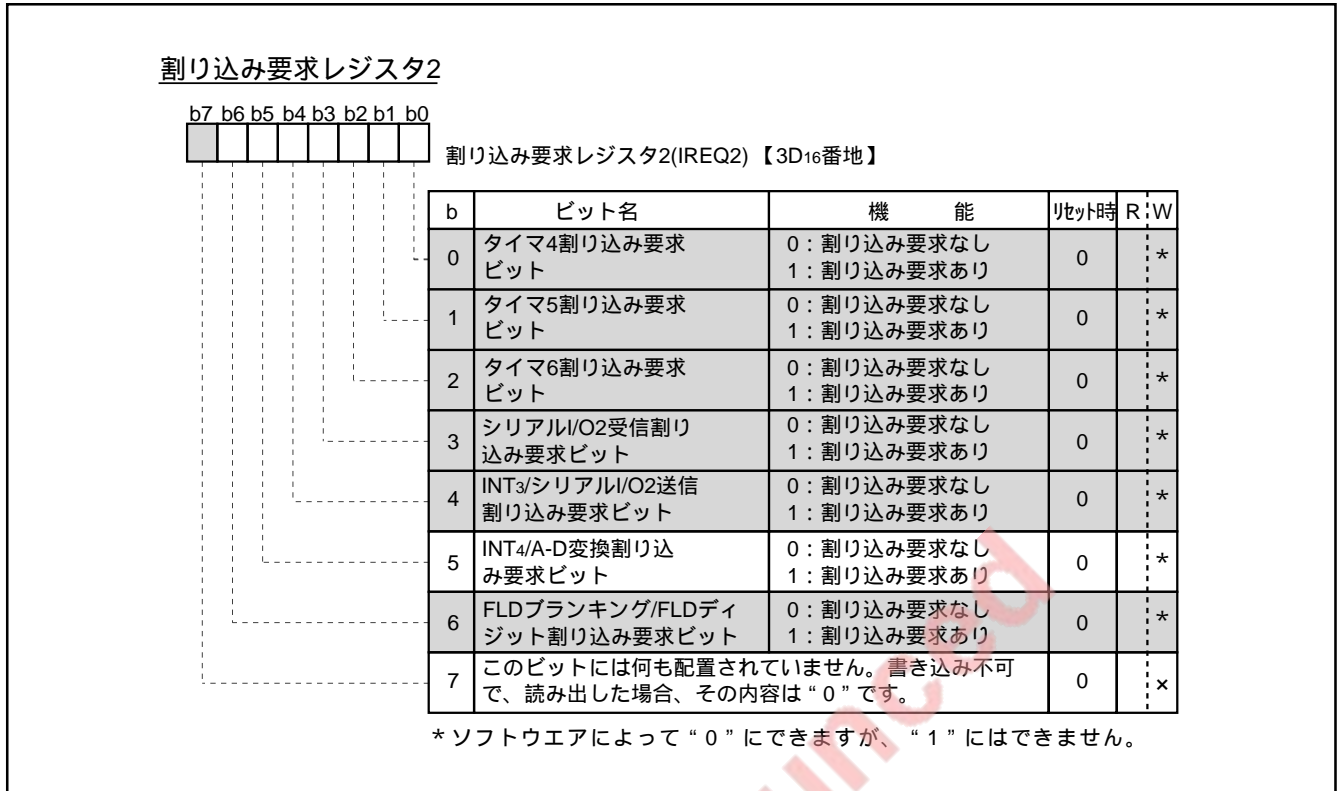 割り込み要求レジスタ2
b7 b6 b5 b4 b3 b2 b1 b0
割り込み要求レジスタ2(IREQ2)【3D16番地】
b ビット名 機 能 リセット時 R W
0 タイマ4割り込み要求ビット 0：割り込み要求なし 1：割り込み要求あり 0 *
1 タイマ5割り込み要求ビット 0：割り込み要求なし 1：割り込み要求あり 0 *
2 タイマ6割り込み要求ビット 0：割り込み要求なし 1：割り込み要求あり 0 *
3 シリアルI/O2受信割り込み要求ビット 0：割り込み要求なし 1：割り込み要求あり 0 *
4 INT3/シリアルI/O2送信割り込み要求ビット 0：割り込み要求なし 1：割り込み要求あり 0 *
5 INT4/A-D変換割り込み要求ビット 0：割り込み要求なし 1：割り込み要求あり 0 *
6 FLDブランキング/FLDディジット割り込み要求ビット 0：割り込み要求なし 1：割り込み要求あり 0 *
7 このビットには何も配置されていません。書き込み不可で、読み出した場合、その内容は“0”です。 0 ×
*ソフトウエアによって“0”にできますが、“1”にはできません。